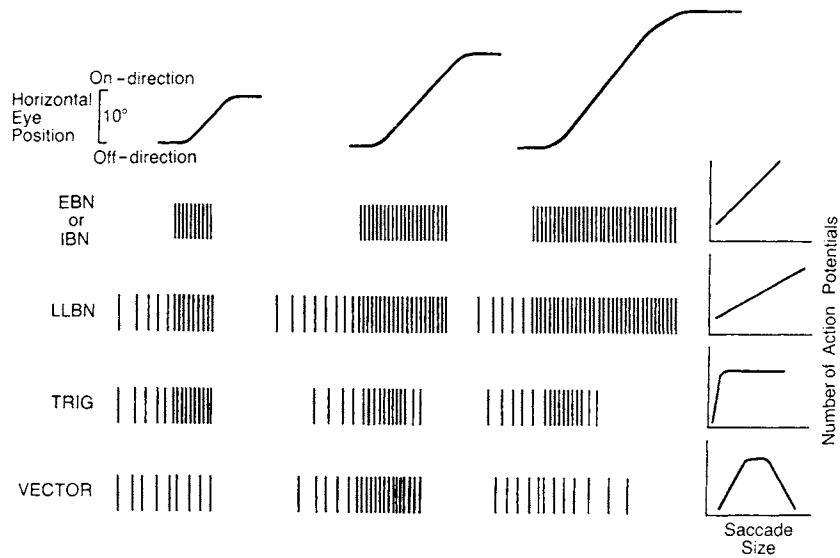 On-direction
Horizontal
Eye
Position
10°
Off-direction
EBN
or
IBN
LLBN
TRIG
VECTOR
Number of Action Potentials
Saccade
Size